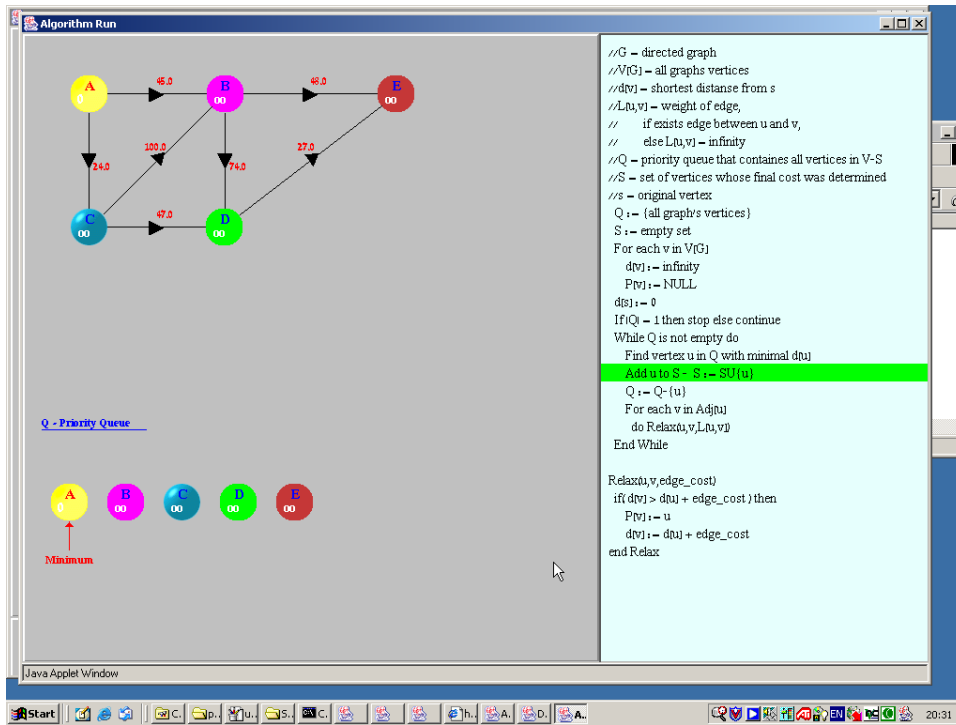 Algorithm Run
A
0
45.0
B
00
48.0
E
00
24.0
100.0
74.0
27.0
C
00
47.0
D
00
Q - Priority Queue
A
0
B
00
C
00
D
00
E
00
Minimum
//G = directed graph
//V[G] = all graphs vertices
//d[v] = shortest distanse from s
//L[u,v] = weight of edge,
// if exists edge between u and v,
// else L[u,v] = infinity
//Q = priority queue that containes all vertices in V-S
//S = set of vertices whose final cost was determined
//s = original vertex
Q := {all graph's vertices}
S := empty set
For each v in V[G]
d[v] := infinity
P[v] := NULL
d[s] := 0
If |Q| = 1 then stop else continue
While Q is not empty do
Find vertex u in Q with minimal d[u]
Add u to S - S := SU{u}
Q := Q-{u}
For each v in Adj[u]
do Relax(u,v,L[u,v])
End While
Relax(u,v,edge_cost)
if( d[v] > d[u] + edge_cost ) then
P[v] := u
d[v] := d[u] + edge_cost
end Relax
Java Applet Window
Start
C.
p..
u..
S..
C.
h..
A.
D.
A..
EN
20:31